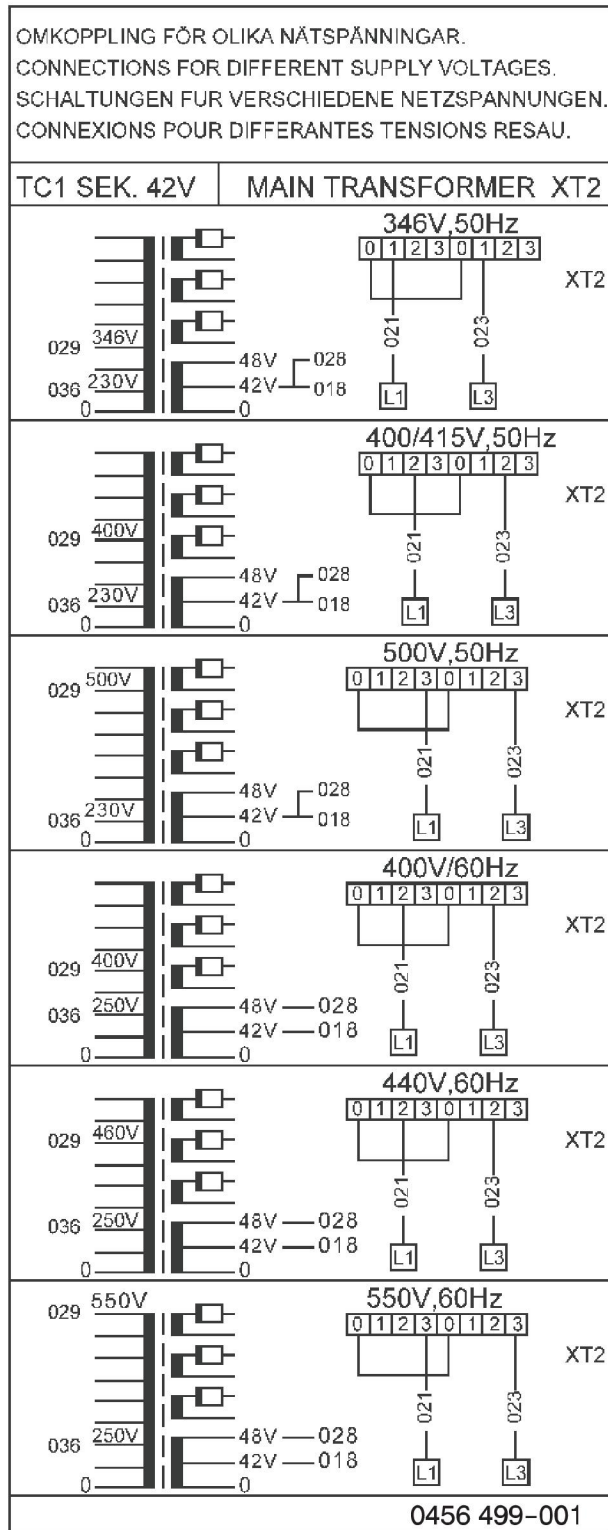 OMKOPPLING FÖR OLIKA NÄTSPÄNNINGAR.
CONNECTIONS FOR DIFFERENT SUPPLY VOLTAGES.
SCHALTUNGEN FUR VERSCHIEDENE NETZSPANNUNGEN.
CONNEXIONS POUR DIFFERANTES TENSIONS RESAU.
TC1 SEK. 42V MAIN TRANSFORMER XT2
346V,50Hz
0 1 2 3 0 1 2 3
XT2
029 346V
036 230V
0
48V 028
42V 018
0
021 023
L1 L3
400/415V,50Hz
0 1 2 3 0 1 2 3
XT2
029 400V
036 230V
0
48V 028
42V 018
0
021 023
L1 L3
500V,50Hz
0 1 2 3 0 1 2 3
XT2
029 500V
036 230V
0
48V 028
42V 018
0
021 023
L1 L3
400V/60Hz
0 1 2 3 0 1 2 3
XT2
029 400V
036 250V
0
48V 028
42V 018
0
021 023
L1 L3
440V,60Hz
0 1 2 3 0 1 2 3
XT2
029 460V
036 250V
0
48V 028
42V 018
0
021 023
L1 L3
550V,60Hz
0 1 2 3 0 1 2 3
XT2
029 550V
036 250V
0
48V 028
42V 018
0
021 023
L1 L3
0456 499-001